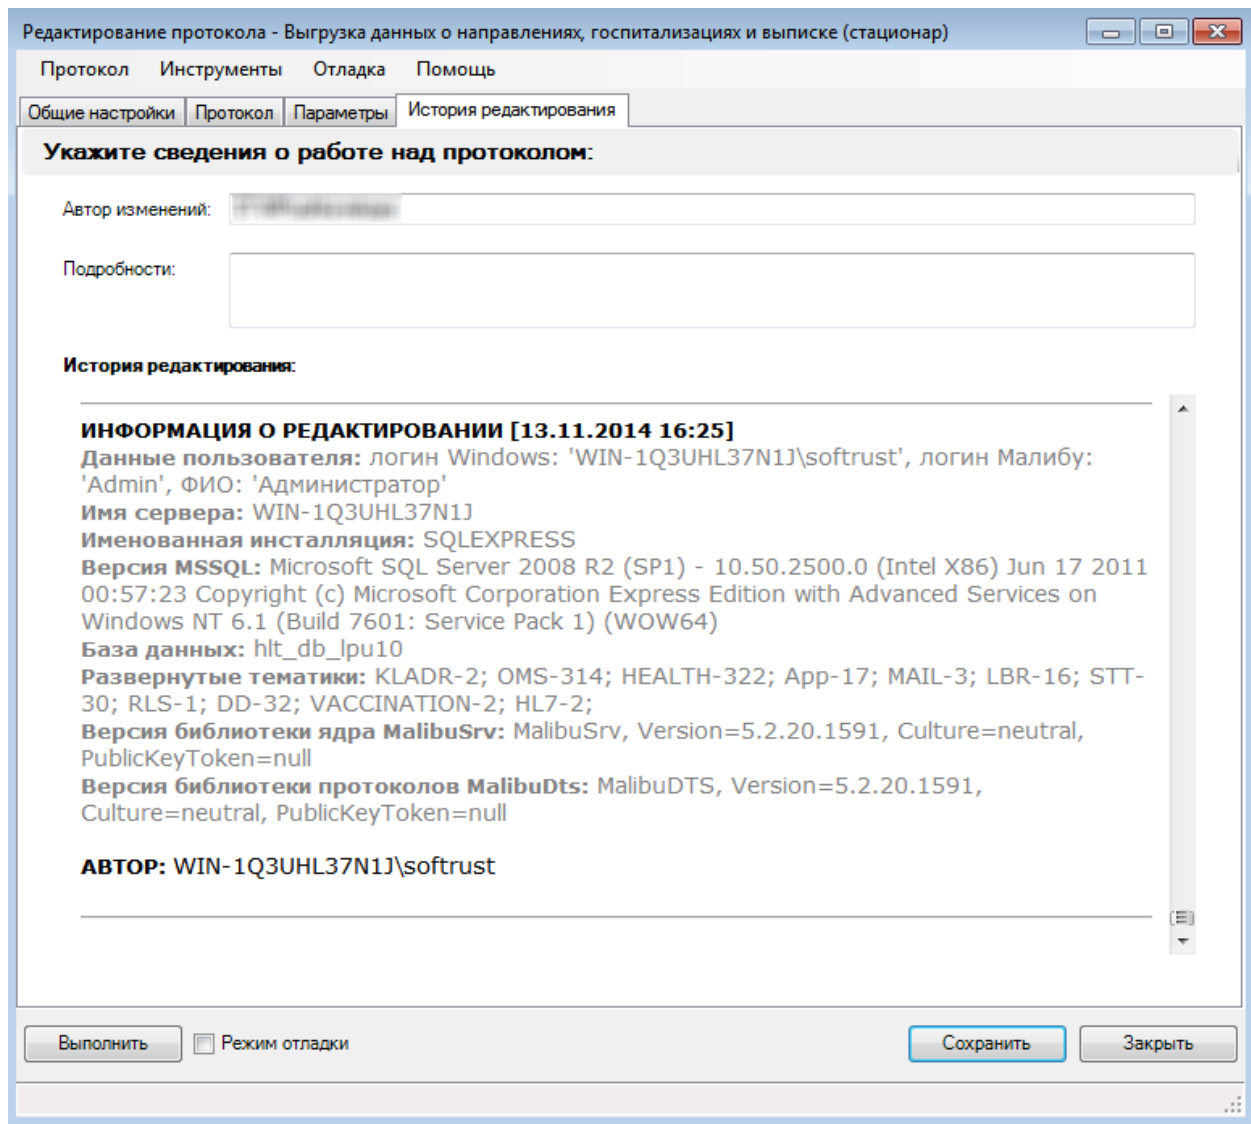 Редактирование протокола - Выгрузка данных о направлениях, госпитализациях и выписке (стационар)
Протокол Инструменты Отладка Помощь
Общие настройки Протокол Параметры История редактирования
Укажите сведения о работе над протоколом:
Автор изменений:
Подробности:
История редактирования:
ИНФОРМАЦИЯ О РЕДАКТИРОВАНИИ [13.11.2014 16:25]
Данные пользователя: логин Windows: 'WIN-1Q3UHL37N1J\softrust', логин Малибу:
'Admin', ФИО: 'Администратор'
Имя сервера: WIN-1Q3UHL37N1J
Именованная инсталляция: SQLEXPRESS
Версия MSSQL: Microsoft SQL Server 2008 R2 (SP1) - 10.50.2500.0 (Intel X86) Jun 17 2011
00:57:23 Copyright (c) Microsoft Corporation Express Edition with Advanced Services on
Windows NT 6.1 (Build 7601: Service Pack 1) (WOW64)
База данных: hlt_db_lpu10
Развернутые тематики: KLADR-2; OMS-314; HEALTH-322; App-17; MAIL-3; LBR-16; STT-
30; RLS-1; DD-32; VACCINATION-2; HL7-2;
Версия библиотеки ядра MalibuSrv: MalibuSrv, Version=5.2.20.1591, Culture=neutral,
PublicKeyToken=null
Версия библиотеки протоколов MalibuDts: MalibuDTS, Version=5.2.20.1591,
Culture=neutral, PublicKeyToken=null
АВТОР: WIN-1Q3UHL37N1J\softrust
Выполнить Режим отладки Сохранить Закрыть